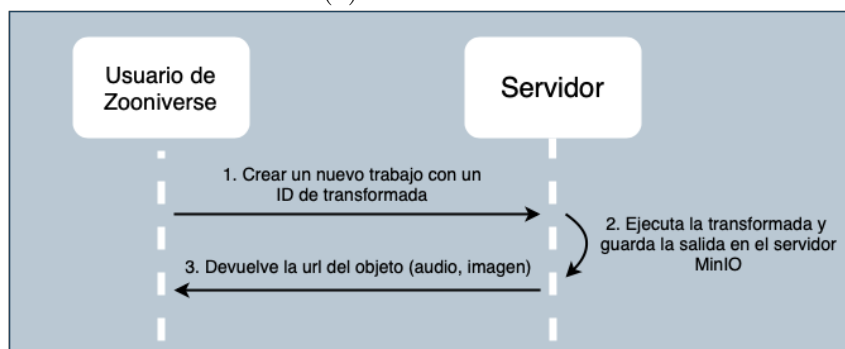 Usuario de
Zooniverse
Servidor
1. Crear un nuevo trabajo con un
ID de transformada
2. Ejecuta la transformada y
guarda la salida en el servidor
MinIO
3. Devuelve la url del objeto (audio, imagen)